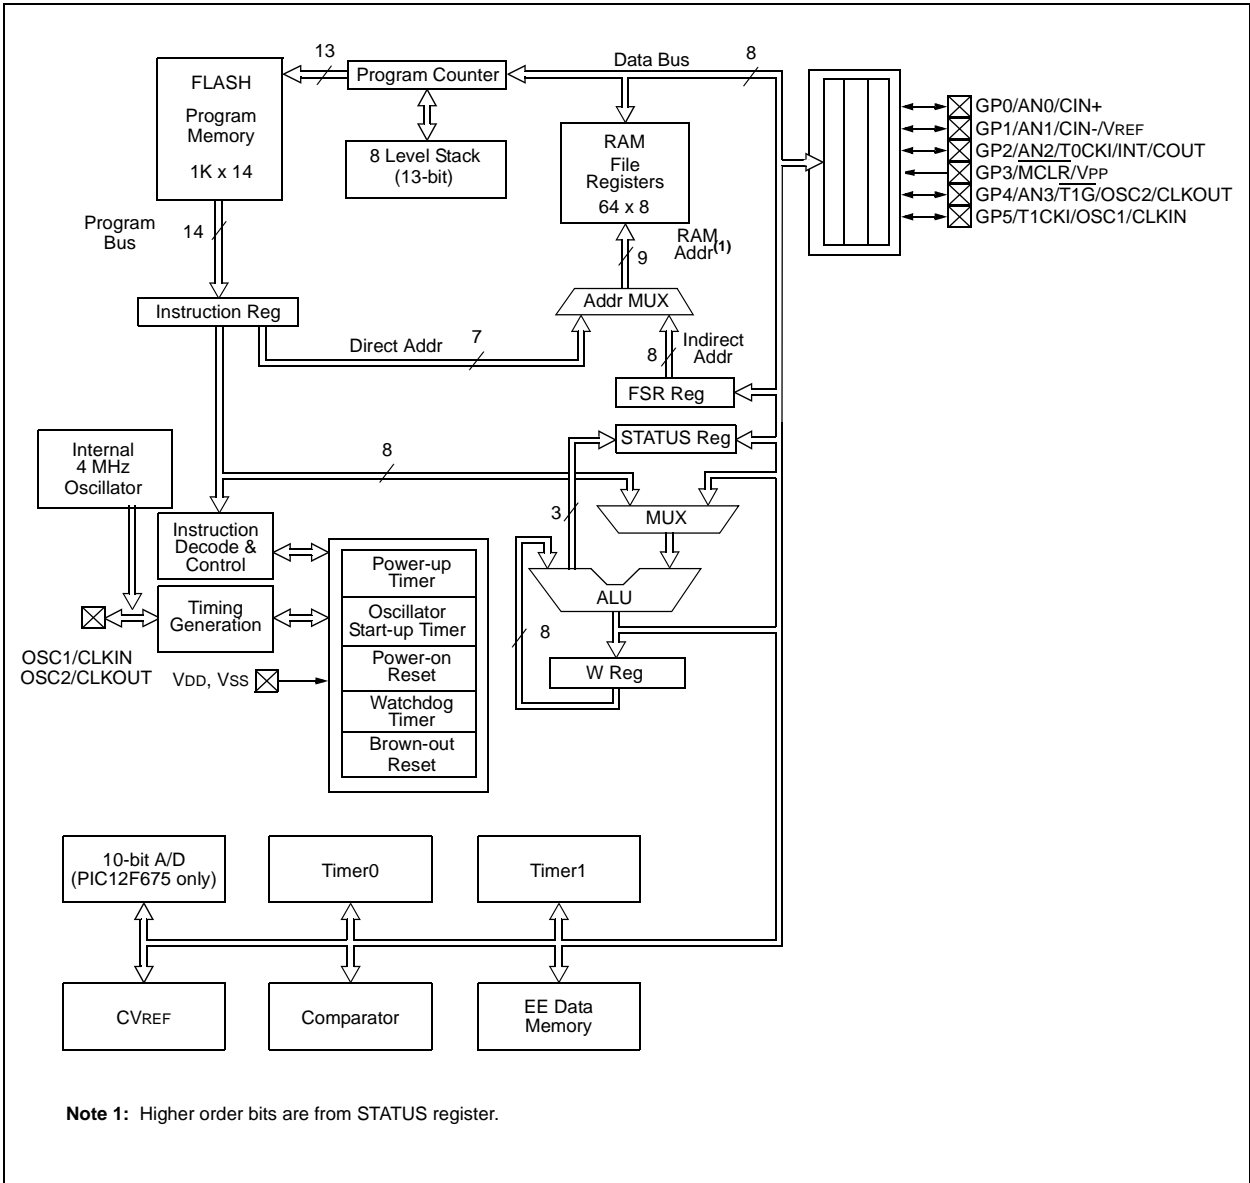 13
Data Bus
8
FLASH
Program
Memory
1K x 14
Program Counter
8 Level Stack
(13-bit)
RAM
File
Registers
64 x 8
GP0/AN0/CIN+
GP1/AN1/CIN-/VREF
GP2/AN2/T0CKI/INT/COUT
GP3/MCLR/VPP
GP4/AN3/T1G/OSC2/CLKOUT
GP5/T1CKI/OSC1/CLKIN
Program
Bus
14
RAM
Addr(1)
9
Addr MUX
Instruction Reg
Direct Addr
7
Indirect
Addr
8
FSR Reg
STATUS Reg
Internal
4 MHz
Oscillator
8
3
MUX
Instruction
Decode &
Control
Power-up
Timer
ALU
Timing
Generation
Oscillator
Start-up Timer
8
OSC1/CLKIN
OSC2/CLKOUT
VDD, VSS
Power-on
Reset
W Reg
Watchdog
Timer
Brown-out
Reset
10-bit A/D
(PIC12F675 only)
Timer0
Timer1
CVREF
Comparator
EE Data
Memory
Note 1: Higher order bits are from STATUS register.